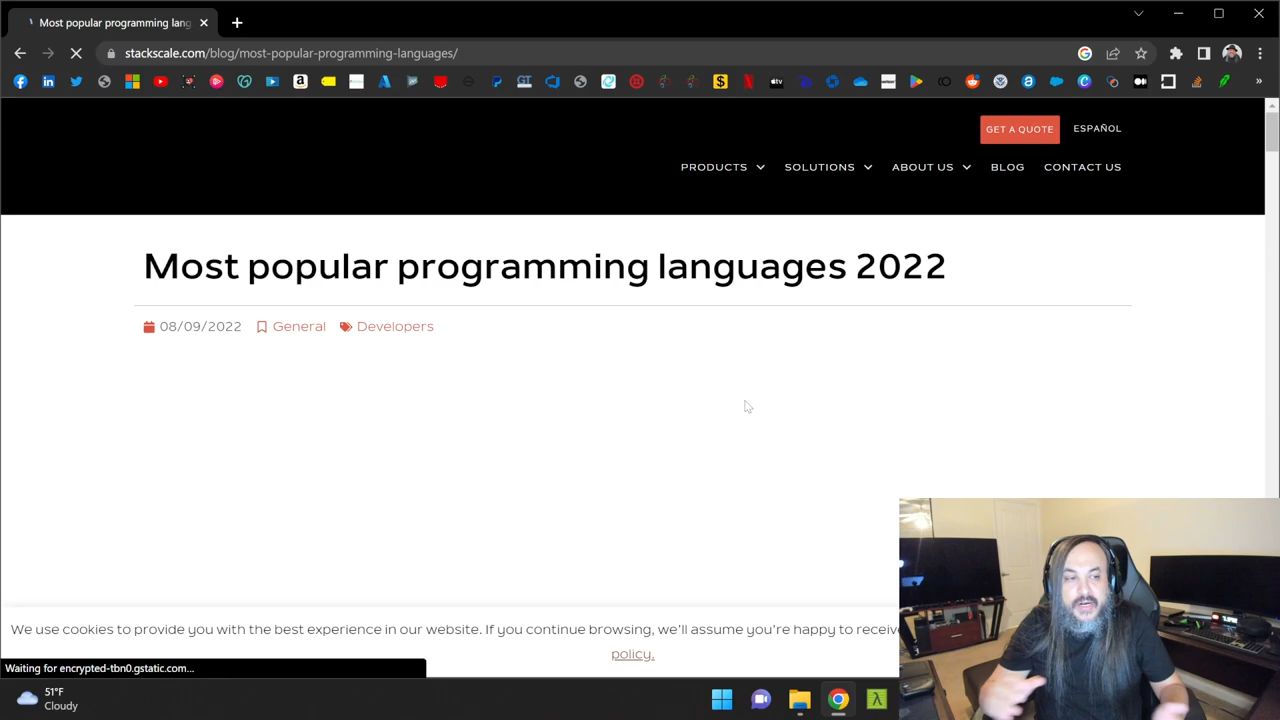 Most popular programming lang
stackscale.com/blog/most-popular-programming-languages/
GET A QUOTE
ESPAÑOL
PRODUCTS
SOLUTIONS
ABOUT US
BLOG
CONTACT US
Most popular programming languages 2022
08/09/2022
General
Developers
We use cookies to provide you with the best experience in our website. If you continue browsing, we'll assume you're happy to receive
policy.
Waiting for encrypted-tbn0.gstatic.com...
51°F
Cloudy